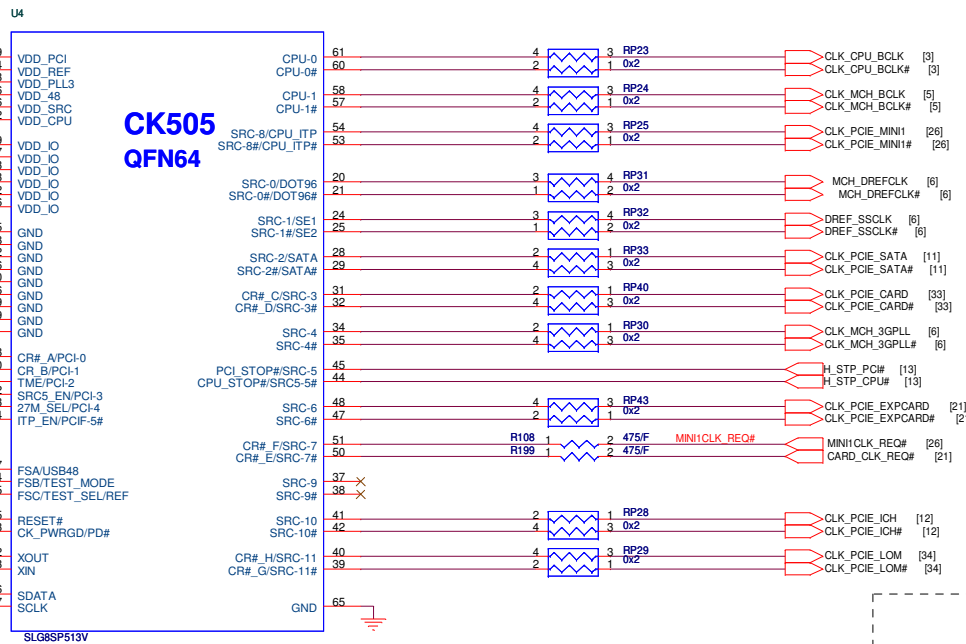 U4
CK505
QFN64
VDD_PCI
VDD_REF
VDD_PLL3
VDD_48
VDD_SRC
VDD_CPU
VDD_IO
VDD_IO
VDD_IO
VDD_IO
VDD_IO
VDD_IO
GND
GND
GND
GND
GND
GND
GND
GND
GND
CR#_A/PCI-0
CR_B/PCI-1
TME/PCI-2
SRC5_EN/PCI-3
27M_SEL/PCI-4
ITP_EN/PCIF-5#
FSA/USB48
FSB/TEST_MODE
FSC/TEST_SEL/REF
RESET#
CK_PWRGD/PD#
XOUT
XIN
SDATA
SCLK
SLG8SP513V
CPU-0 61 4 3 RP23 CLK_CPU_BCLK [3]
CPU-0# 60 2 1 0x2 CLK_CPU_BCLK# [3]
CPU-1 58 4 3 RP24 CLK_MCH_BCLK [5]
CPU-1# 57 2 1 0x2 CLK_MCH_BCLK# [5]
SRC-8/CPU_ITP 54 4 3 RP25 CLK_PCIE_MINI1 [26]
SRC-8#/CPU_ITP# 53 2 1 0x2 CLK_PCIE_MINI1# [26]
SRC-0/DOT96 20 3 4 RP31 MCH_DREFCLK [6]
SRC-0#/DOT96# 21 1 2 0x2 MCH_DREFCLK# [6]
SRC-1/SE1 24 3 4 RP32 DREF_SSCLK [6]
SRC-1#/SE2 25 1 2 0x2 DREF_SSCLK# [6]
SRC-2/SATA 28 2 1 RP33 CLK_PCIE_SATA [11]
SRC-2#/SATA# 29 4 3 0x2 CLK_PCIE_SATA# [11]
CR#_C/SRC-3 31 2 1 RP40 CLK_PCIE_CARD [33]
CR#_D/SRC-3# 32 4 3 0x2 CLK_PCIE_CARD# [33]
SRC-4 34 2 1 RP30 CLK_MCH_3GPLL [6]
SRC-4# 35 4 3 0x2 CLK_MCH_3GPLL# [6]
PCI_STOP#/SRC-5 45 H_STP_PCI# [13]
CPU_STOP#/SRC5-5# 44 H_STP_CPU# [13]
SRC-6 48 4 3 RP43 CLK_PCIE_EXPCARD [21]
SRC-6# 47 2 1 0x2 CLK_PCIE_EXPCARD# [2
CR#_F/SRC-7 51 R108 1 2 475/F MINI1CLK_REQ# MINI1CLK_REQ# [26]
CR#_E/SRC-7# 50 R199 1 2 475/F CARD_CLK_REQ# [21]
SRC-9 37
SRC-9# 38
SRC-10 41 2 1 RP28 CLK_PCIE_ICH [12]
SRC-10# 42 4 3 0x2 CLK_PCIE_ICH# [12]
CR#_H/SRC-11 40 4 3 RP29 CLK_PCIE_LOM [34]
CR#_G/SRC-11# 39 2 1 0x2 CLK_PCIE_LOM# [34]
GND 65